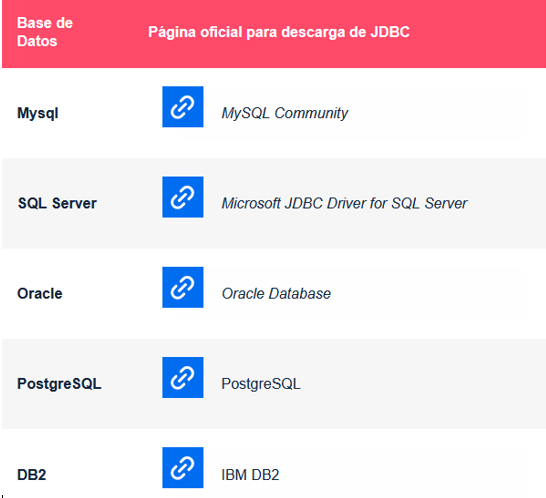 Base de
Datos
Página oficial para descarga de JDBC
Mysql
MySQL Community
SQL Server
Microsoft JDBC Driver for SQL Server
Oracle
Oracle Database
PostgreSQL
PostgreSQL
DB2
IBM DB2